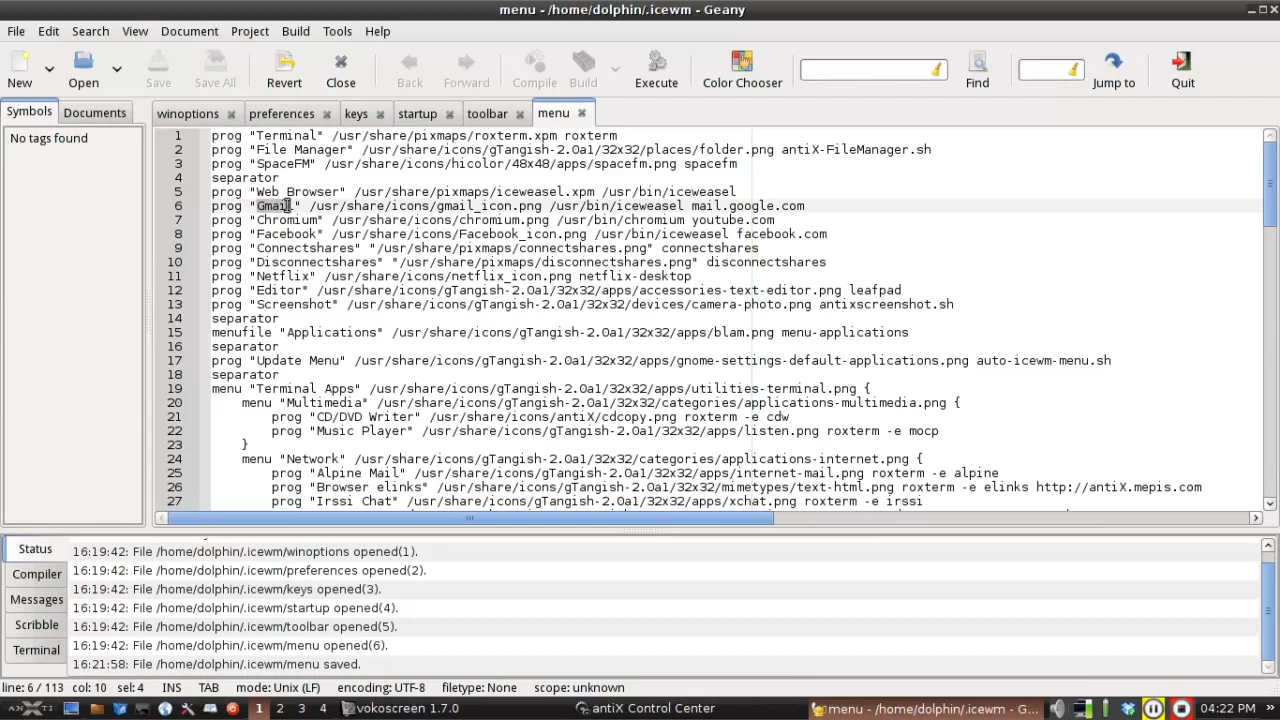 menu - /home/dolphin/.icewm - Geany
File Edit Search View Document Project Build Tools Help
New Open Save Save All Revert Close Back Forward Compile Build Execute Color Chooser Find Jump to Quit
Symbols Documents winoptions preferences keys startup toolbar menu
No tags found
1 prog "Terminal" /usr/share/pixmaps/roxterm.xpm roxterm
2 prog "File Manager" /usr/share/icons/gTangish-2.0a1/32x32/places/folder.png antiX-FileManager.sh
3 prog "SpaceFM" /usr/share/icons/hicolor/48x48/apps/spacefm.png spacefm
4 separator
5 prog "Web Browser" /usr/share/pixmaps/iceweasel.xpm /usr/bin/iceweasel
6 prog "Gmail" /usr/share/icons/gmail_icon.png /usr/bin/iceweasel mail.google.com
7 prog "Chromium" /usr/share/icons/chromium.png /usr/bin/chromium youtube.com
8 prog "Facebook" /usr/share/icons/Facebook_icon.png /usr/bin/iceweasel facebook.com
9 prog "Connectshares" "/usr/share/pixmaps/connectshares.png" connectshares
10 prog "Disconnectshares" "/usr/share/pixmaps/disconnectshares.png" disconnectshares
11 prog "Netflix" /usr/share/icons/netflix_icon.png netflix-desktop
12 prog "Editor" /usr/share/icons/gTangish-2.0a1/32x32/apps/accessories-text-editor.png leafpad
13 prog "Screenshot" /usr/share/icons/gTangish-2.0a1/32x32/devices/camera-photo.png antixscreenshot.sh
14 separator
15 menufile "Applications" /usr/share/icons/gTangish-2.0a1/32x32/apps/blam.png menu-applications
16 separator
17 prog "Update Menu" /usr/share/icons/gTangish-2.0a1/32x32/apps/gnome-settings-default-applications.png auto-icewm-menu.sh
18 separator
19 menu "Terminal Apps" /usr/share/icons/gTangish-2.0a1/32x32/apps/utilities-terminal.png {
20 menu "Multimedia" /usr/share/icons/gTangish-2.0a1/32x32/categories/applications-multimedia.png {
21 prog "CD/DVD Writer" /usr/share/icons/antiX/cdcopy.png roxterm -e cdw
22 prog "Music Player" /usr/share/icons/gTangish-2.0a1/32x32/apps/listen.png roxterm -e mocp
23 }
24 menu "Network" /usr/share/icons/gTangish-2.0a1/32x32/categories/applications-internet.png {
25 prog "Alpine Mail" /usr/share/icons/gTangish-2.0a1/32x32/apps/internet-mail.png roxterm -e alpine
26 prog "Browser elinks" /usr/share/icons/gTangish-2.0a1/32x32/mimetypes/text-html.png roxterm -e elinks http://antiX.mepis.com
27 prog "Irssi Chat" /usr/share/icons/gTangish-2.0a1/32x32/apps/xchat.png roxterm -e irssi
Status
Compiler
Messages
Scribble
Terminal
16:19:42: File /home/dolphin/.icewm/winoptions opened(1).
16:19:42: File /home/dolphin/.icewm/preferences opened(2).
16:19:42: File /home/dolphin/.icewm/keys opened(3).
16:19:42: File /home/dolphin/.icewm/startup opened(4).
16:19:42: File /home/dolphin/.icewm/toolbar opened(5).
16:19:42: File /home/dolphin/.icewm/menu opened(6).
16:21:58: File /home/dolphin/.icewm/menu saved.
line: 6 / 113 col: 10 sel: 4 INS TAB mode: Unix (LF) encoding: UTF-8 filetype: None scope: unknown
1 2 3 4 vokoscreen 1.7.0 antiX Control Center menu - /home/dolphin/.icewm - G... 04:22 PM